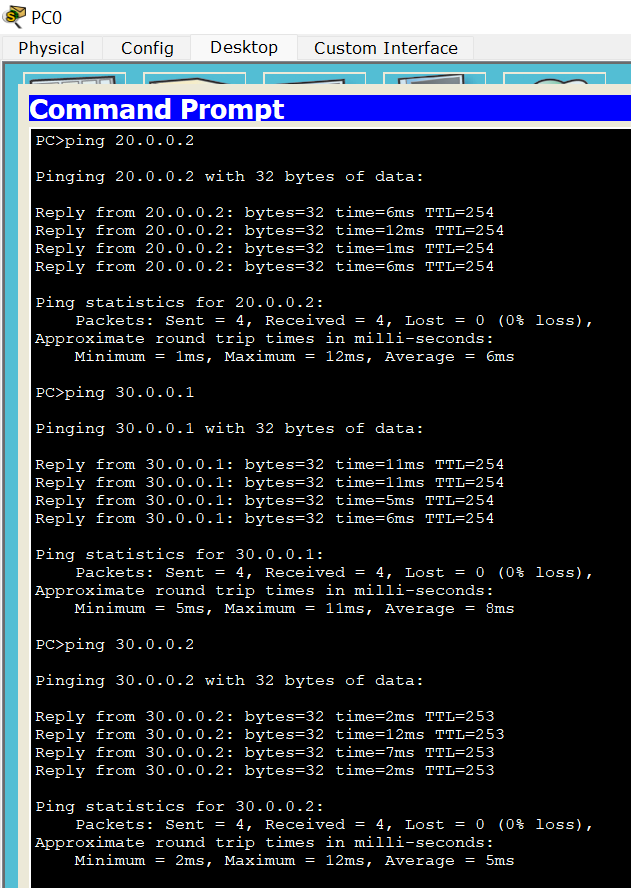 PC0
Physical Config Desktop Custom Interface
Command Prompt
PC>ping 20.0.0.2
Pinging 20.0.0.2 with 32 bytes of data:
Reply from 20.0.0.2: bytes=32 time=6ms TTL=254
Reply from 20.0.0.2: bytes=32 time=12ms TTL=254
Reply from 20.0.0.2: bytes=32 time=1ms TTL=254
Reply from 20.0.0.2: bytes=32 time=6ms TTL=254
Ping statistics for 20.0.0.2:
Packets: Sent = 4, Received = 4, Lost = 0 (0% loss),
Approximate round trip times in milli-seconds:
Minimum = 1ms, Maximum = 12ms, Average = 6ms
PC>ping 30.0.0.1
Pinging 30.0.0.1 with 32 bytes of data:
Reply from 30.0.0.1: bytes=32 time=11ms TTL=254
Reply from 30.0.0.1: bytes=32 time=11ms TTL=254
Reply from 30.0.0.1: bytes=32 time=5ms TTL=254
Reply from 30.0.0.1: bytes=32 time=6ms TTL=254
Ping statistics for 30.0.0.1:
Packets: Sent = 4, Received = 4, Lost = 0 (0% loss),
Approximate round trip times in milli-seconds:
Minimum = 5ms, Maximum = 11ms, Average = 8ms
PC>ping 30.0.0.2
Pinging 30.0.0.2 with 32 bytes of data:
Reply from 30.0.0.2: bytes=32 time=2ms TTL=253
Reply from 30.0.0.2: bytes=32 time=12ms TTL=253
Reply from 30.0.0.2: bytes=32 time=7ms TTL=253
Reply from 30.0.0.2: bytes=32 time=2ms TTL=253
Ping statistics for 30.0.0.2:
Packets: Sent = 4, Received = 4, Lost = 0 (0% loss),
Approximate round trip times in milli-seconds:
Minimum = 2ms, Maximum = 12ms, Average = 5ms